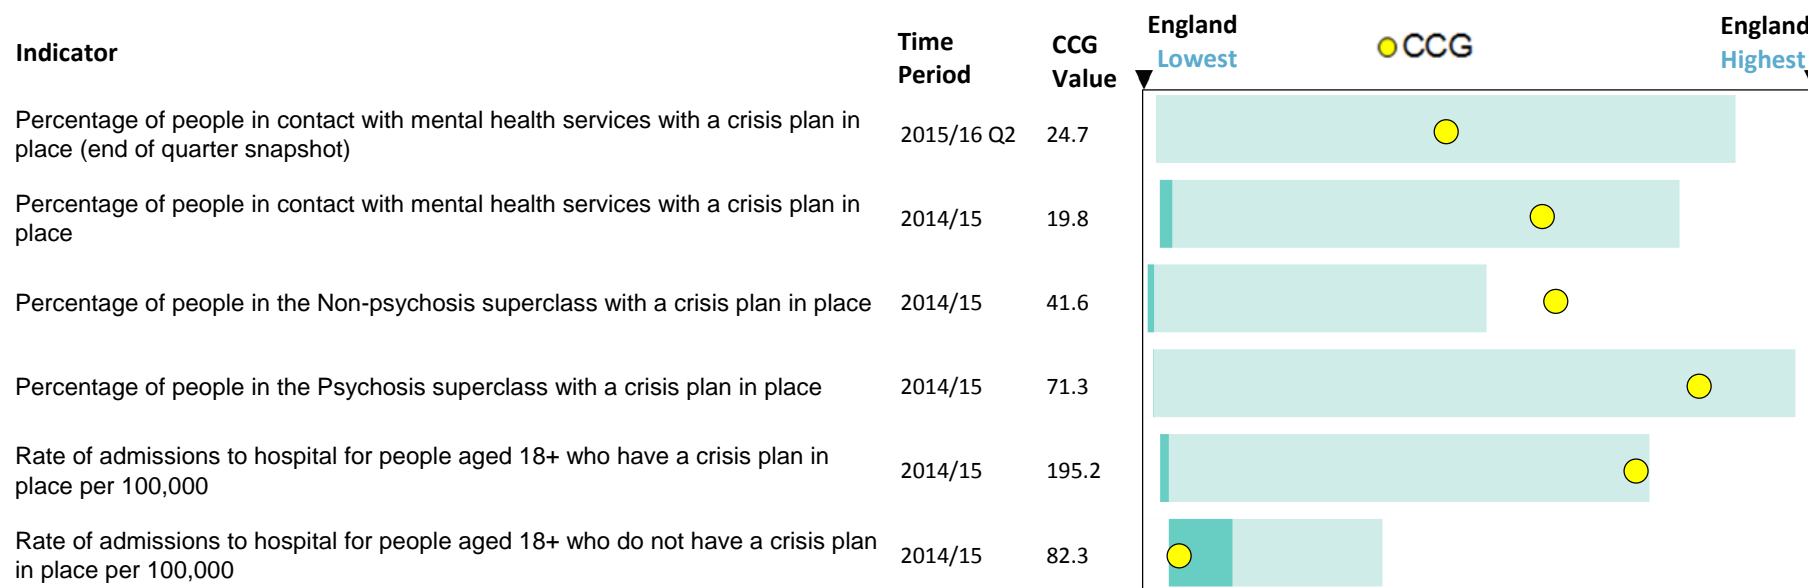 Indicator
Time
Period
CCG
Value
England
Lowest
CCG
England
Highest
Percentage of people in contact with mental health services with a crisis plan in
place (end of quarter snapshot)
2015/16 Q2
24.7
Percentage of people in contact with mental health services with a crisis plan in
place
2014/15
19.8
Percentage of people in the Non-psychosis superclass with a crisis plan in place
2014/15
41.6
Percentage of people in the Psychosis superclass with a crisis plan in place
2014/15
71.3
Rate of admissions to hospital for people aged 18+ who have a crisis plan in
place per 100,000
2014/15
195.2
Rate of admissions to hospital for people aged 18+ who do not have a crisis plan
in place per 100,000
2014/15
82.3